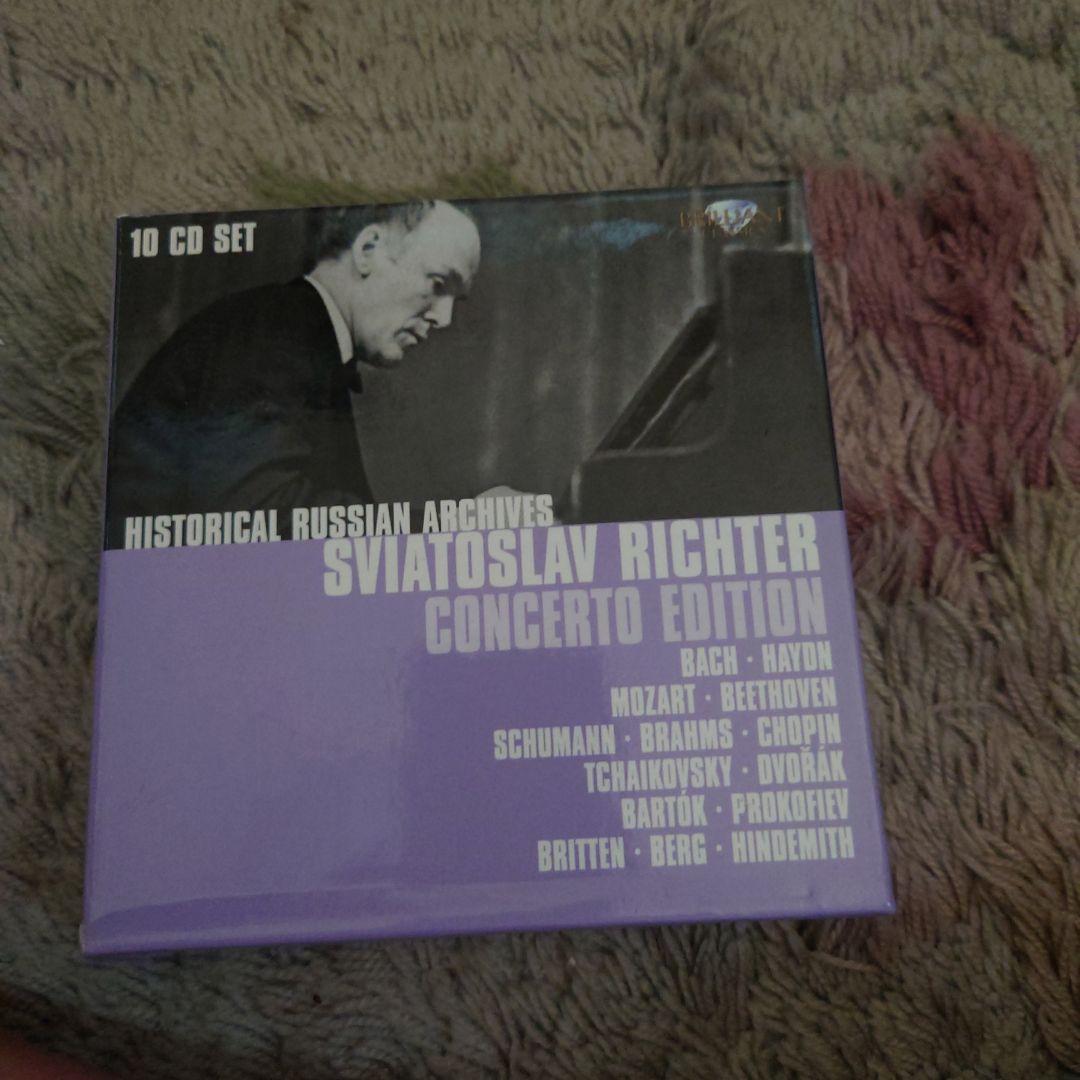 10 CD SET
BRILLIANT
HISTORICAL RUSSIAN ARCHIVES
SVIATOSLAV RICHTER
CONCERTO EDITION
BACH · HAYDN
MOZART · BEETHOVEN
SCHUMANN · BRAHMS · CHOPIN
TCHAIKOVSKY · DVOŘÁK
BARTÓK · PROKOFIEV
BRITTEN · BERG · HINDEMITH